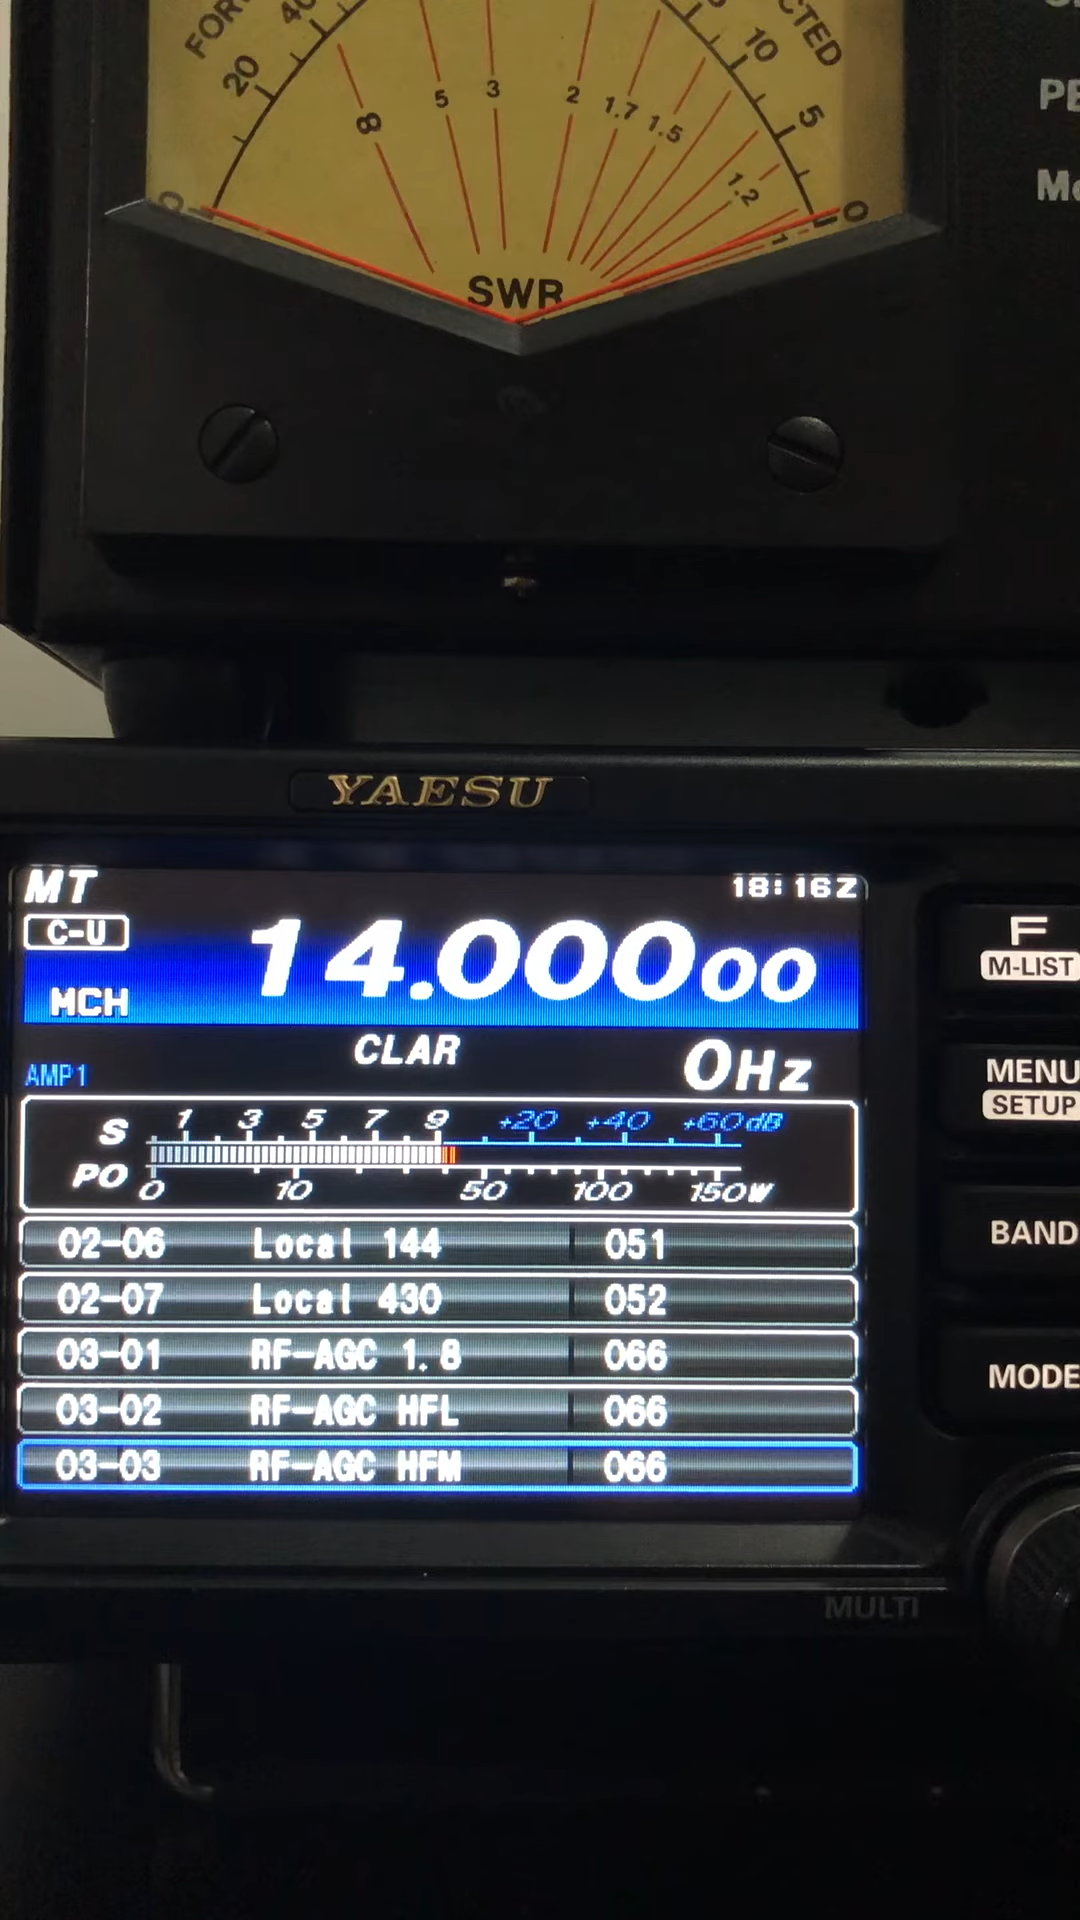 20 40 10 5
8 5 3 2 1.7 1.5 1.2 1
0 0
SWR
YAESU
MT 18:16Z
C-U
14.00000
MCH
CLAR 0Hz
AMP1
S 1 3 5 7 9 +20 +40 +60dB
PO 0 10 50 100 150W
02-06 Local 144 051
02-07 Local 430 052
03-01 RF-AGC 1.8 066
03-02 RF-AGC HFL 066
03-03 RF-AGC HFM 066
F
M-LIST
MENU
SETUP
BAND
MODE
MULTI